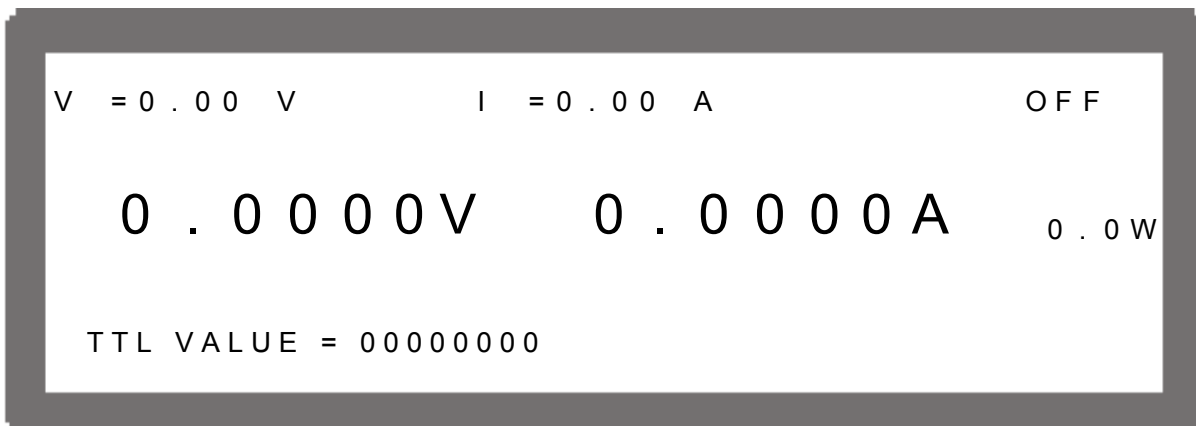 V =0.00 V I =0.00 A OFF
0.0000V 0.0000A 0.0W
TTL VALUE = 00000000